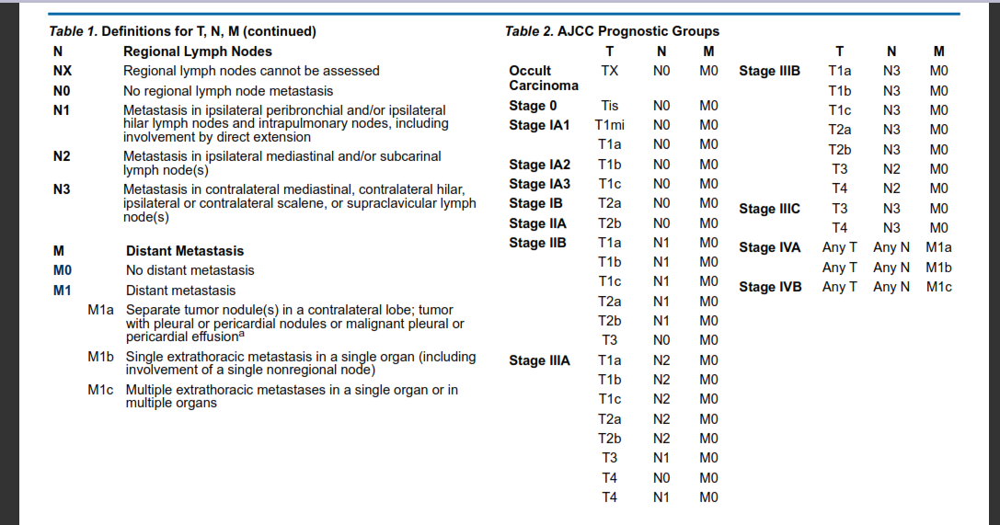 Table 1. Definitions for T, N, M (continued)
N Regional Lymph Nodes
NX Regional lymph nodes cannot be assessed
N0 No regional lymph node metastasis
N1 Metastasis in ipsilateral peribronchial and/or ipsilateral
hilar lymph nodes and intrapulmonary nodes, including
involvement by direct extension
N2 Metastasis in ipsilateral mediastinal and/or subcarinal
lymph node(s)
N3 Metastasis in contralateral mediastinal, contralateral hilar,
ipsilateral or contralateral scalene, or supraclavicular lymph
node(s)
M Distant Metastasis
M0 No distant metastasis
M1 Distant metastasis
M1a Separate tumor nodule(s) in a contralateral lobe; tumor
with pleural or pericardial nodules or malignant pleural or
pericardial effusionᵃ
M1b Single extrathoracic metastasis in a single organ (including
involvement of a single nonregional node)
M1c Multiple extrathoracic metastases in a single organ or in
multiple organs
Table 2. AJCC Prognostic Groups
T N M
Occult TX N0 M0
Carcinoma
Stage 0 Tis N0 M0
Stage IA1 T1mi N0 M0
T1a N0 M0
Stage IA2 T1b N0 M0
Stage IA3 T1c N0 M0
Stage IB T2a N0 M0
Stage IIA T2b N0 M0
Stage IIB T1a N1 M0
T1b N1 M0
T1c N1 M0
T2a N1 M0
T2b N1 M0
T3 N0 M0
Stage IIIA T1a N2 M0
T1b N2 M0
T1c N2 M0
T2a N2 M0
T2b N2 M0
T3 N1 M0
T4 N0 M0
T4 N1 M0
T N M
Stage IIIB T1a N3 M0
T1b N3 M0
T1c N3 M0
T2a N3 M0
T2b N3 M0
T3 N2 M0
T4 N2 M0
Stage IIIC T3 N3 M0
T4 N3 M0
Stage IVA Any T Any N M1a
Any T Any N M1b
Stage IVB Any T Any N M1c